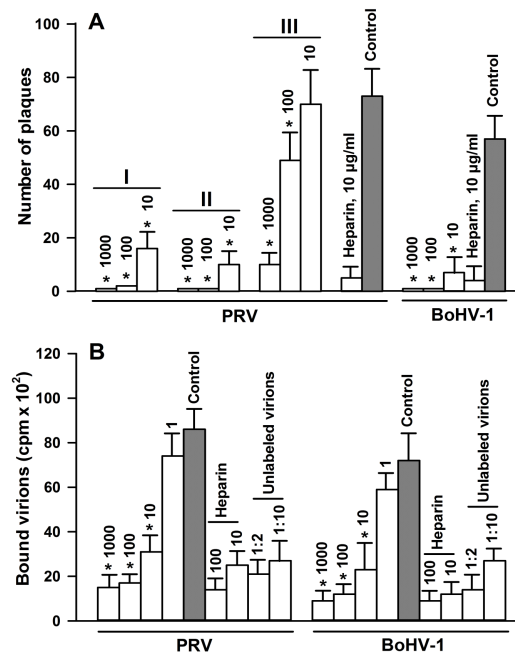 A
Number of plaques
100
80
60
40
20
0
I
* 1000
* 100
* 10
II
* 1000
* 100
* 10
III
* 1000
* 100
10
Heparin, 10 µg/ml
Control
* 1000
* 100
* 10
Heparin, 10 µg/ml
Control
PRV
BoHV-1
B
Bound virions (cpm x 10²)
120
100
80
60
40
20
0
* 1000
* 100
* 10
1
Control
Heparin
100
10
Unlabeled virions
1:2
1:10
* 1000
* 100
* 10
1
Control
Heparin
100
10
Unlabeled virions
1:2
1:10
PRV
BoHV-1